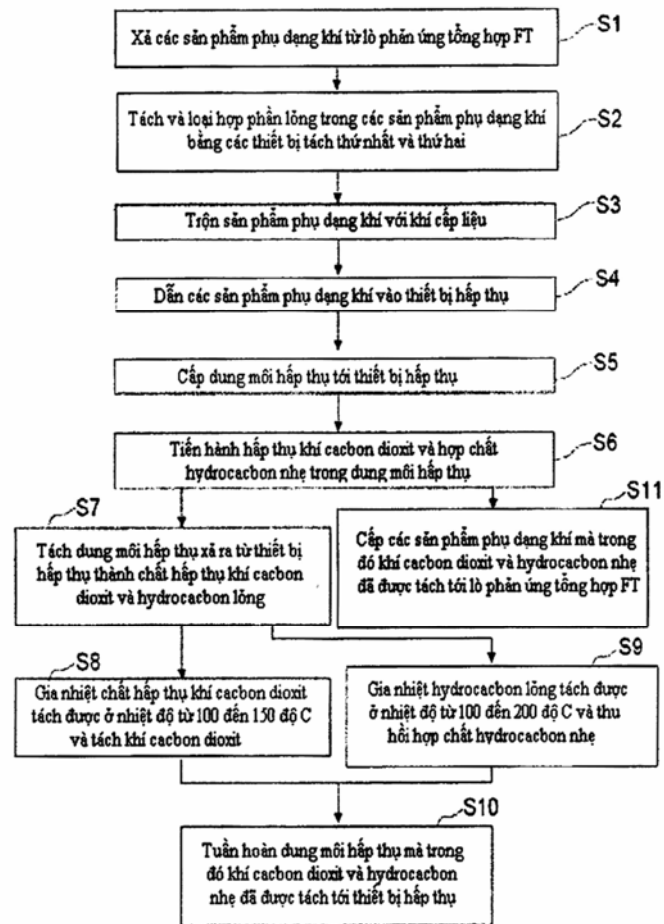 Xả các sản phẩm phụ dạng khí từ lò phản ứng tổng hợp FT
S1
Tách và loại hợp phần lỏng trong các sản phẩm phụ dạng khí
bằng các thiết bị tách thứ nhất và thứ hai
S2
Trộn sản phẩm phụ dạng khí với khí cấp liệu
S3
Dẫn các sản phẩm phụ dạng khí vào thiết bị hấp thụ
S4
Cấp dung môi hấp thụ tới thiết bị hấp thụ
S5
Tiến hành hấp thụ khí cacbon dioxit và hợp chất
hydrocacbon nhẹ trong dung môi hấp thụ
S6
S7
Tách dung môi hấp thụ xả ra từ thiết bị
hấp thụ thành chất hấp thụ khí cacbon
dioxit và hydrocacbon lỏng
S11
Cấp các sản phẩm phụ dạng khí mà trong
đó khí cacbon dioxit và hydrocacbon nhẹ
đã được tách tới lò phản ứng tổng hợp FT
S8
Gia nhiệt chất hấp thụ khí cacbon dioxit
tách được ở nhiệt độ từ 100 đến 150 độ C
và tách khí cacbon dioxit
S9
Gia nhiệt hydrocacbon lỏng tách được
ở nhiệt độ từ 100 đến 200 độ C và thu
hồi hợp chất hydrocacbon nhẹ
S10
Tuần hoàn dung môi hấp thụ mà trong
đó khí cacbon dioxit và hydrocacbon
nhẹ đã được tách tới thiết bị hấp thụ